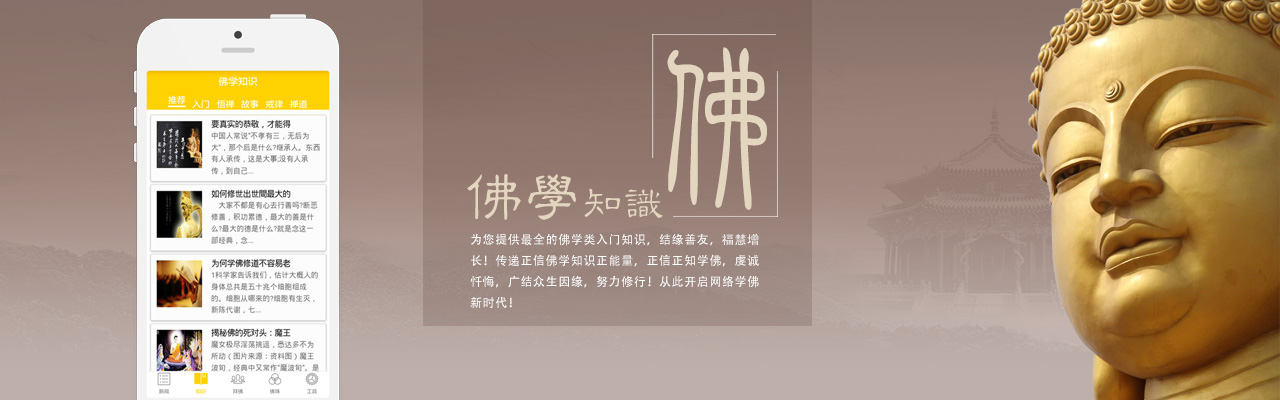 佛学知识
推荐 入门 悟禅 故事 戒律 禅道
要真实的恭敬，才能得
中国人常说"不孝有三，无后为
大"，那个后是什么?继承人。东西
有人承传，这是大事;没有人承
传，到自己...
如何修世出世間最大的
大家不都是有心去行善吗?断恶
修善，积功累德，最大的善是什
么?最大的德是什么?就是念这一
部经典，念...
为何学佛修道不容易老
1科学家告诉我们，估计大概人的
身体总共是五十兆个细胞组成
的。细胞从哪来的?细胞有生灭，
新陈代谢，七...
揭秘佛的死对头：魔王
魔女极尽淫荡挑逗，悉达多不为
所动（图片来源：资料图）魔王
波旬，经典中又常作"魔波旬"。是
新闻 知识 拜佛 佛珠 工具
佛
佛學知識
为您提供最全的佛学类入门知识，结缘善友，福慧增
长！传递正信佛学知识正能量，正信正知学佛，虔诚
忏悔，广结众生因缘，努力修行！从此开启网络学佛
新时代！